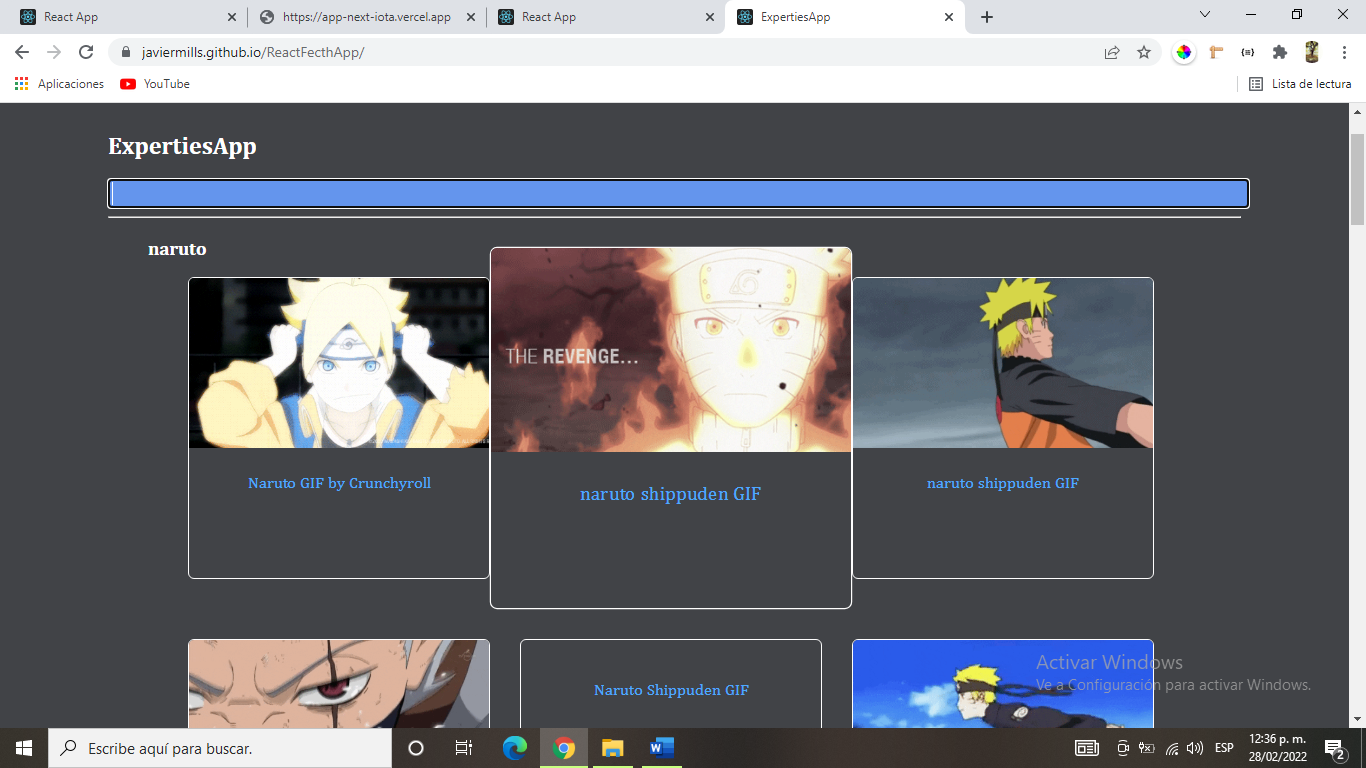 React App
https://app-next-iota.vercel.app
React App
ExpertiesApp
javiermills.github.io/ReactFecthApp/
Aplicaciones
YouTube
Lista de lectura
ExpertiesApp
naruto
THE REVENGE...
Naruto GIF by Crunchyroll
naruto shippuden GIF
naruto shippuden GIF
Naruto Shippuden GIF
Activar Windows
Ve a Configuración para activar Windows.
Escribe aquí para buscar.
ESP
12:36 p. m.
28/02/2022
2